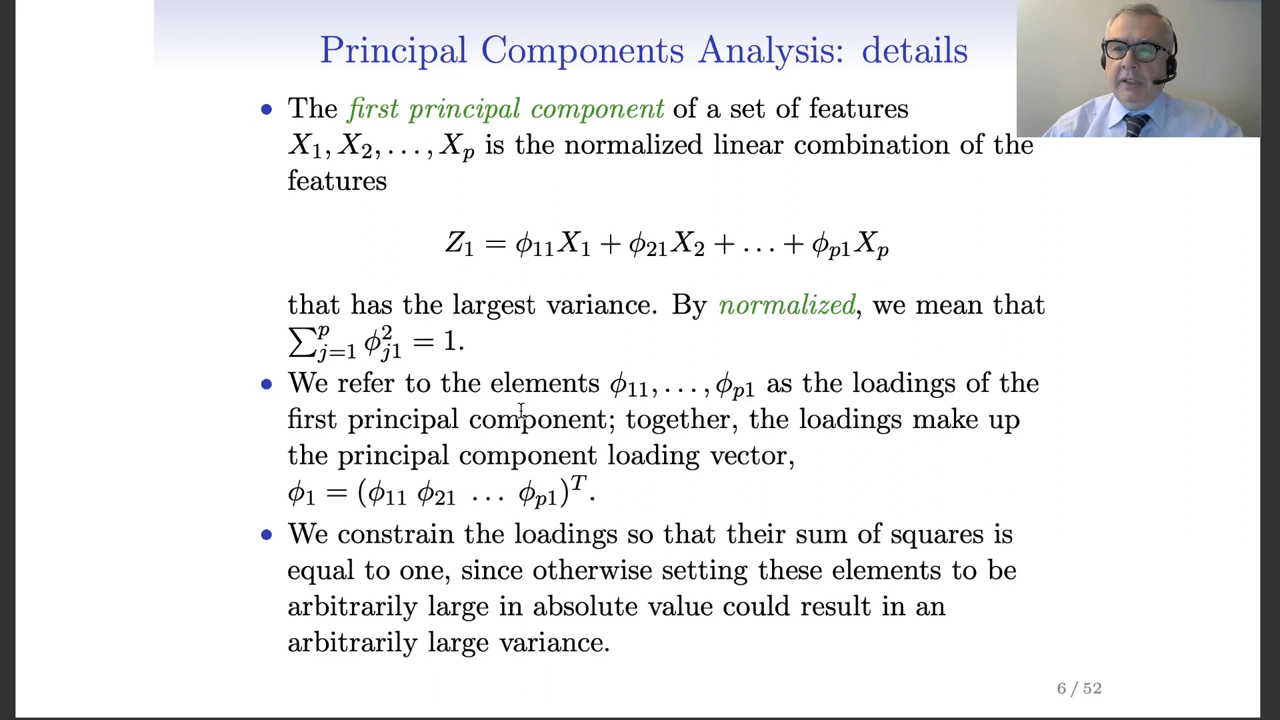 Principal Components Analysis: details
• The first principal component of a set of features
X₁, X₂, . . . , Xₚ is the normalized linear combination of the
features
Z₁ = ϕ₁₁X₁ + ϕ₂₁X₂ + . . . + ϕₚ₁Xₚ
that has the largest variance. By normalized, we mean that
∑ᵖⱼ₌₁ ϕ²ⱼ₁ = 1.
• We refer to the elements ϕ₁₁, . . . , ϕₚ₁ as the loadings of the
first principal component; together, the loadings make up
the principal component loading vector,
ϕ₁ = (ϕ₁₁ ϕ₂₁ . . . ϕₚ₁)ᵀ.
• We constrain the loadings so that their sum of squares is
equal to one, since otherwise setting these elements to be
arbitrarily large in absolute value could result in an
arbitrarily large variance.
6 / 52